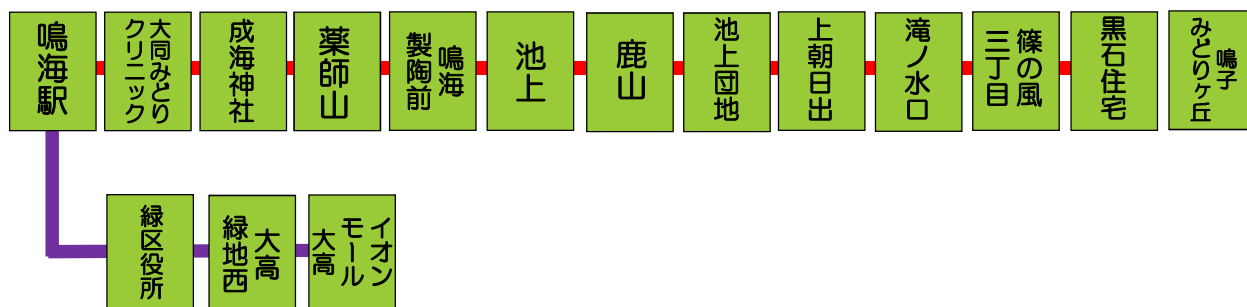 鳴海駅
大同みどり
クリニック
成海神社
薬師山
鳴海
製陶前
池上
鹿山
池上団地
上朝日出
滝ノ水口
篠の風
三丁目
黒石住宅
鳴子
みどりヶ丘
緑区役所
大高
緑地西
イオン
モール
大高